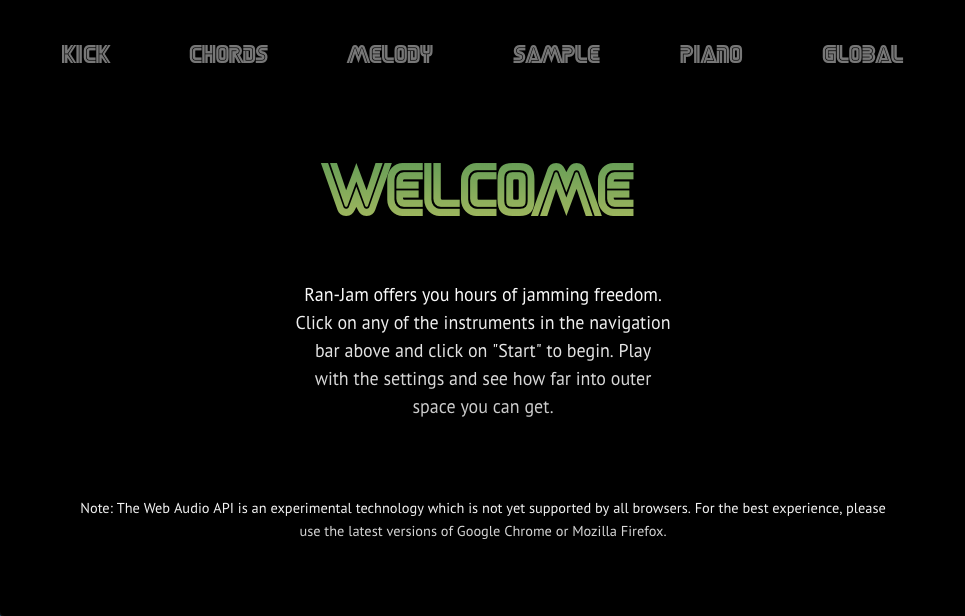 KICK CHORDS MELODY SAMPLE PIANO GLOBAL
WELCOME
Ran-Jam offers you hours of jamming freedom.
Click on any of the instruments in the navigation
bar above and click on "Start" to begin. Play
with the settings and see how far into outer
space you can get.
Note: The Web Audio API is an experimental technology which is not yet supported by all browsers. For the best experience, please
use the latest versions of Google Chrome or Mozilla Firefox.